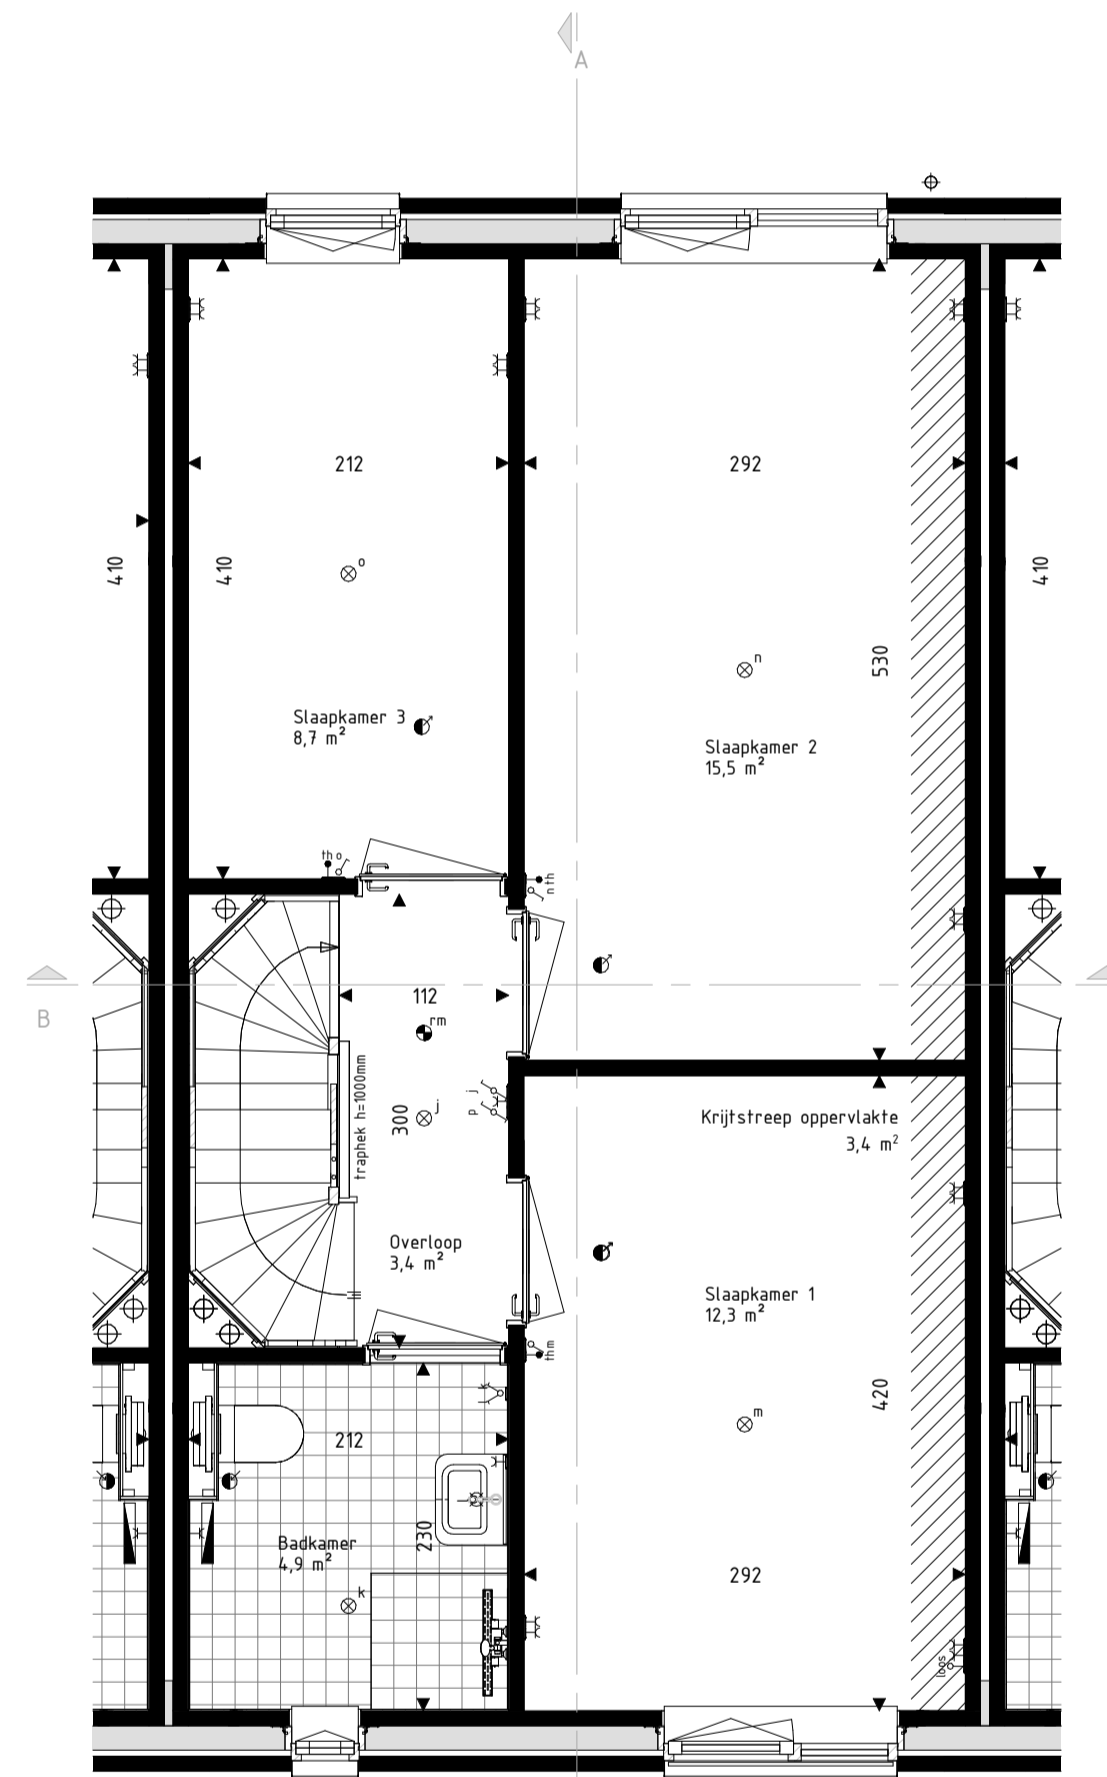 A
212
292
410
410
410
o
n
530
Slaapkamer 3
8,7 m²
Slaapkamer 2
15,5 m²
th o
n th
112
B
rm
j
300
traphek h=1000mm
p j
Krijtstreep oppervlakte
3,4 m²
Overloop
3,4 m²
Slaapkamer 1
12,3 m²
th m
k
420
m
212
230
Badkamer
4,9 m²
292
k
loos